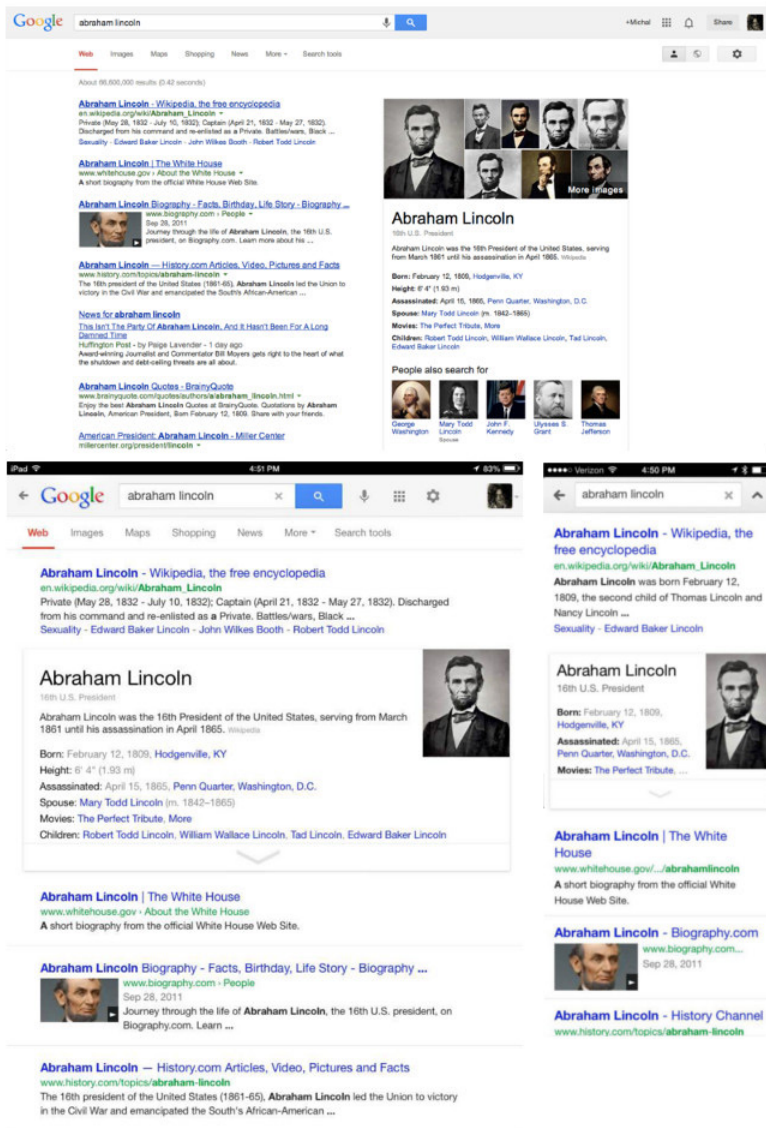 Google abraham lincoln
+Michal Share
Web Images Maps Shopping News More Search tools
About 66,600,000 results (0.42 seconds)
Abraham Lincoln - Wikipedia, the free encyclopedia
en.wikipedia.org/wiki/Abraham_Lincoln
Private (May 28, 1832 - July 10, 1832); Captain (April 21, 1832 - May 27, 1832).
Discharged from his command and re-enlisted as a Private. Battles/wars, Black ...
Sexuality - Edward Baker Lincoln - John Wilkes Booth - Robert Todd Lincoln
Abraham Lincoln | The White House
www.whitehouse.gov › About the White House
A short biography from the official White House Web Site.
Abraham Lincoln Biography - Facts, Birthday, Life Story - Biography ...
www.biography.com › People
Sep 28, 2011
Journey through the life of Abraham Lincoln, the 16th U.S.
president, on Biography.com. Learn more about his ...
Abraham Lincoln — History.com Articles, Video, Pictures and Facts
www.history.com/topics/abraham-lincoln
The 16th president of the United States (1861-65), Abraham Lincoln led the Union to
victory in the Civil War and emancipated the South's African-American ...
News for abraham lincoln
This Isn't The Party Of Abraham Lincoln, And It Hasn't Been For A Long
Damned Time
Huffington Post - by Paige Lavender - 1 day ago
Award-winning Journalist and Commentator Bill Moyers gets right to the heart of what
the shutdown and debt-ceiling threats are all about.
Abraham Lincoln Quotes - BrainyQuote
www.brainyquote.com/quotes/authors/a/abraham_lincoln.html
Enjoy the best Abraham Lincoln Quotes at BrainyQuote. Quotations by Abraham
Lincoln, American President, Born February 12, 1809. Share with your friends.
American President: Abraham Lincoln - Miller Center
millercenter.org/president/lincoln
More images
Abraham Lincoln
16th U.S. President
Abraham Lincoln was the 16th President of the United States, serving
from March 1861 until his assassination in April 1865. Wikipedia
Born: February 12, 1809, Hodgenville, KY
Height: 6' 4" (1.93 m)
Assassinated: April 15, 1865, Penn Quarter, Washington, D.C.
Spouse: Mary Todd Lincoln (m. 1842–1865)
Movies: The Perfect Tribute, More
Children: Robert Todd Lincoln, William Wallace Lincoln, Tad Lincoln,
Edward Baker Lincoln
People also search for
George Washington
Mary Todd Lincoln
Spouse
John F. Kennedy
Ulysses S. Grant
Thomas Jefferson
iPad 4:51 PM 83%
Google abraham lincoln
Web Images Maps Shopping News More Search tools
Abraham Lincoln - Wikipedia, the free encyclopedia
en.wikipedia.org/wiki/Abraham_Lincoln
Private (May 28, 1832 - July 10, 1832); Captain (April 21, 1832 - May 27, 1832). Discharged
from his command and re-enlisted as a Private. Battles/wars, Black ...
Sexuality - Edward Baker Lincoln - John Wilkes Booth - Robert Todd Lincoln
Abraham Lincoln
16th U.S. President
Abraham Lincoln was the 16th President of the United States, serving from March
1861 until his assassination in April 1865. Wikipedia
Born: February 12, 1809, Hodgenville, KY
Height: 6' 4" (1.93 m)
Assassinated: April 15, 1865, Penn Quarter, Washington, D.C.
Spouse: Mary Todd Lincoln (m. 1842–1865)
Movies: The Perfect Tribute, More
Children: Robert Todd Lincoln, William Wallace Lincoln, Tad Lincoln, Edward Baker Lincoln
Abraham Lincoln | The White House
www.whitehouse.gov › About the White House
A short biography from the official White House Web Site.
Abraham Lincoln Biography - Facts, Birthday, Life Story - Biography ...
www.biography.com › People
Sep 28, 2011
Journey through the life of Abraham Lincoln, the 16th U.S. president, on
Biography.com. Learn ...
Abraham Lincoln — History.com Articles, Video, Pictures and Facts
www.history.com/topics/abraham-lincoln
The 16th president of the United States (1861-65), Abraham Lincoln led the Union to victory
in the Civil War and emancipated the South's African-American ...
Verizon 4:50 PM
abraham lincoln
Abraham Lincoln - Wikipedia, the
free encyclopedia
en.wikipedia.org/wiki/Abraham_Lincoln
Abraham Lincoln was born February 12,
1809, the second child of Thomas Lincoln and
Nancy Lincoln ...
Sexuality - Edward Baker Lincoln
Abraham Lincoln
16th U.S. President
Born: February 12, 1809,
Hodgenville, KY
Assassinated: April 15, 1865,
Penn Quarter, Washington, D.C.
Movies: The Perfect Tribute, ...
Abraham Lincoln | The White
House
www.whitehouse.gov/.../abrahamlincoln
A short biography from the official White
House Web Site.
Abraham Lincoln - Biography.com
www.biography.com...
Sep 28, 2011
Abraham Lincoln - History Channel
www.history.com/topics/abraham-lincoln